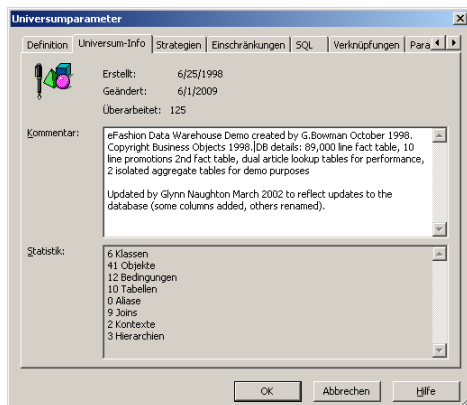 Universumparameter
Definition Universum-Info Strategien Einschränkungen SQL Verknüpfungen Para
Erstellt: 6/25/1998
Geändert: 6/1/2009
Überarbeitet: 125
Kommentar:
eFashion Data Warehouse Demo created by G.Bowman October 1998.
Copyright Business Objects 1998. DB details: 89,000 line fact table, 10
line promotions 2nd fact table, dual article lookup tables for performance,
2 isolated aggregate tables for demo purposes
Updated by Glynn Naughton March 2002 to reflect updates to the
database (some columns added, others renamed).
Statistik:
6 Klassen
41 Objekte
12 Bedingungen
10 Tabellen
0 Aliase
9 Joins
2 Kontexte
3 Hierarchien
OK Abbrechen Hilfe